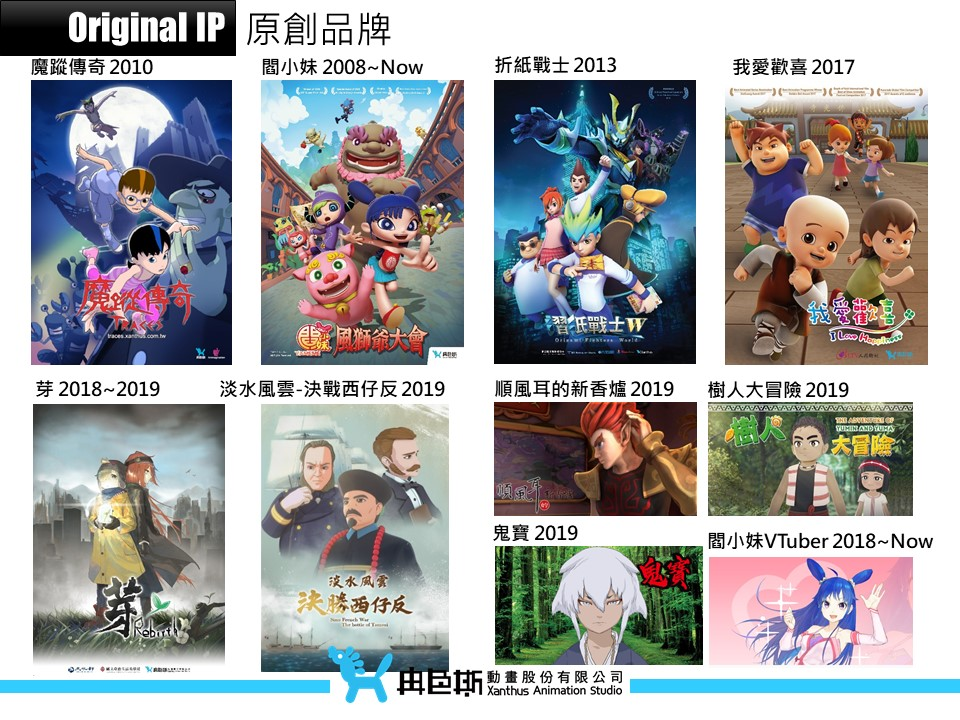 Original IP 原創品牌
魔蹤傳奇 2010
閻小妹 2008~Now
折紙戰士 2013
我愛歡喜 2017
魔蹤傳奇
TRACES
traces.xanthus.com.tw
風獅爺大會
摺紙戰士W
Origami Fighters World
我愛歡喜
I Love Happiness
芽 2018~2019
淡水風雲-決戰西仔反 2019
順風耳的新香爐 2019
樹人大冒險 2019
芽
Rebirth
淡水風雲
決勝西仔反
Sino French War
The battle of Tamsui
順風耳的
樹人
THE ADVENTURE OF
YUMIN AND YUMA
大冒險
鬼寶 2019
閻小妹VTuber 2018~Now
鬼寶
冉色斯 動畫股份有限公司
Xanthus Animation Studio